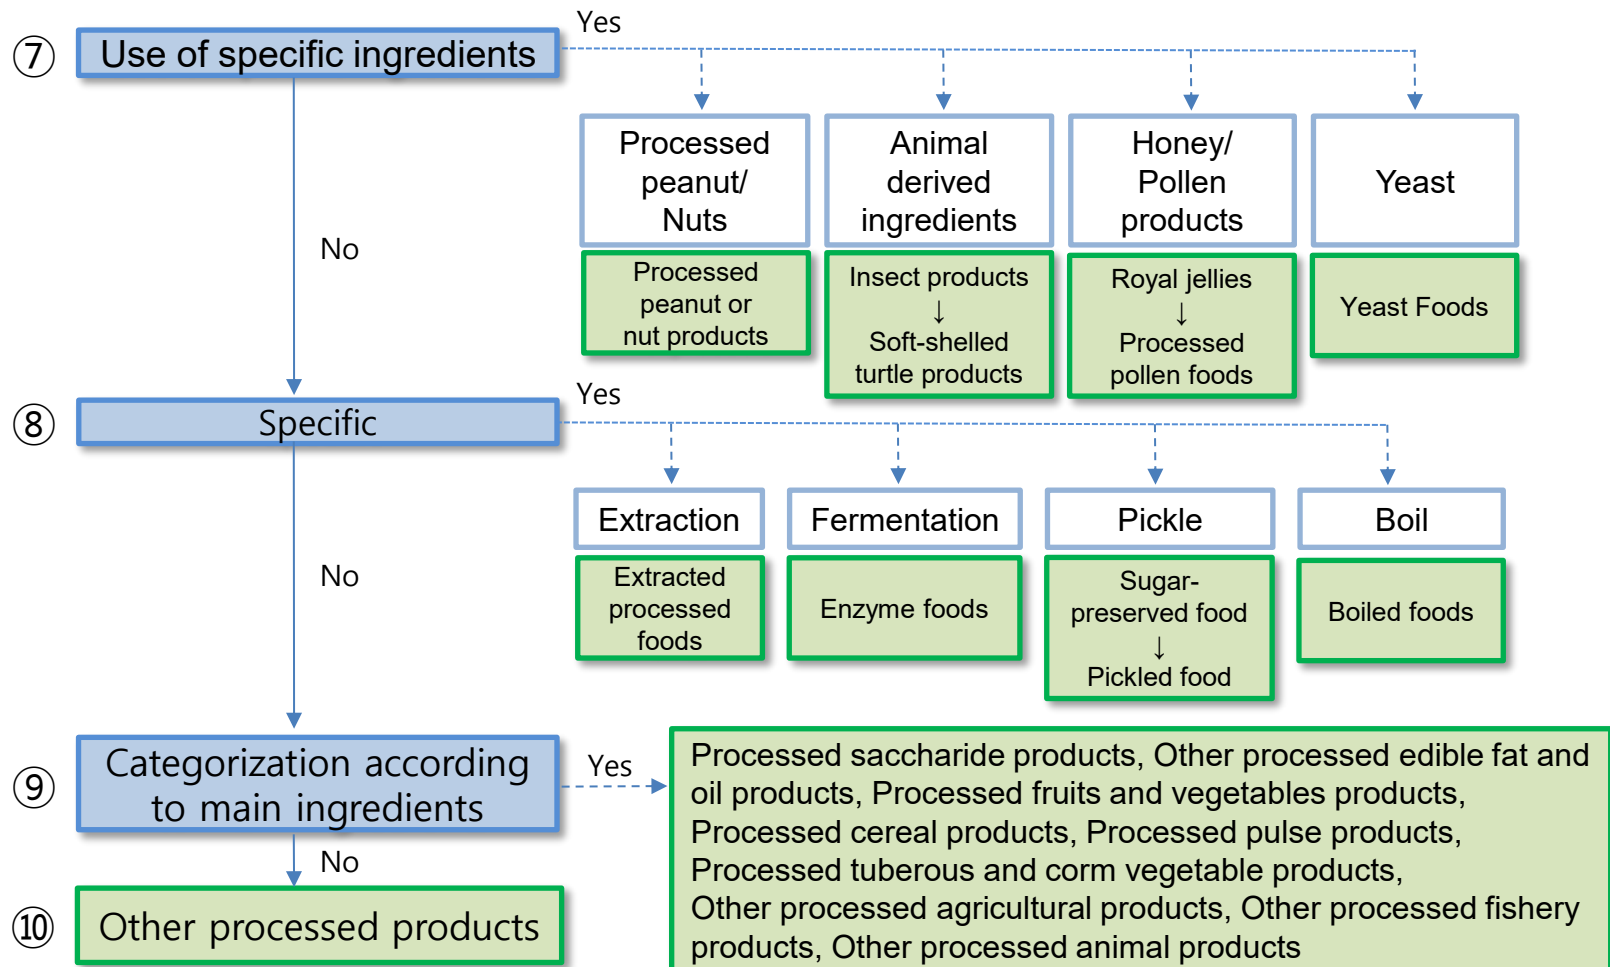 Yes
⑦ Use of specific ingredients
Processed
peanut/
Nuts
Animal
derived
ingredients
Honey/
Pollen
products
Yeast
No
Processed
peanut or
nut products
Insect products
↓
Soft-shelled
turtle products
Royal jellies
↓
Processed
pollen foods
Yeast Foods
Yes
⑧ Specific
Extraction
Fermentation
Pickle
Boil
No
Extracted
processed
foods
Enzyme foods
Sugar-
preserved food
↓
Pickled food
Boiled foods
⑨ Categorization according
to main ingredients
Yes
Processed saccharide products, Other processed edible fat and
oil products, Processed fruits and vegetables products,
Processed cereal products, Processed pulse products,
Processed tuberous and corm vegetable products,
Other processed agricultural products, Other processed fishery
products, Other processed animal products
No
⑩ Other processed products